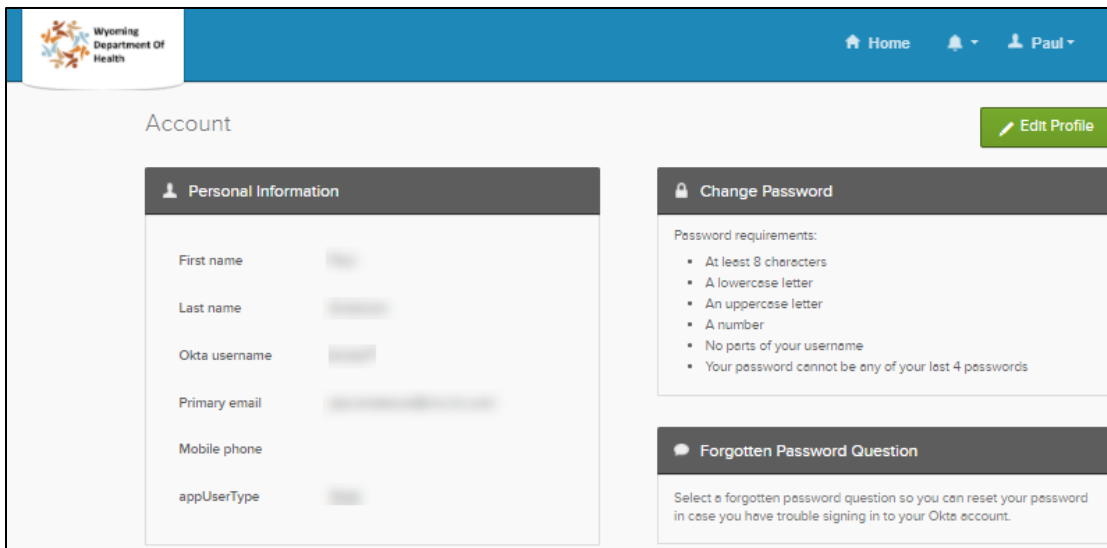 Wyoming
Department Of
Health
Home
Paul
Account
Edit Profile
Personal Information
First name
Last name
Okta username
Primary email
Mobile phone
appUserType
Change Password
Password requirements:
At least 8 characters
A lowercase letter
An uppercase letter
A number
No parts of your username
Your password cannot be any of your last 4 passwords
Forgotten Password Question
Select a forgotten password question so you can reset your password
in case you have trouble signing in to your Okta account.